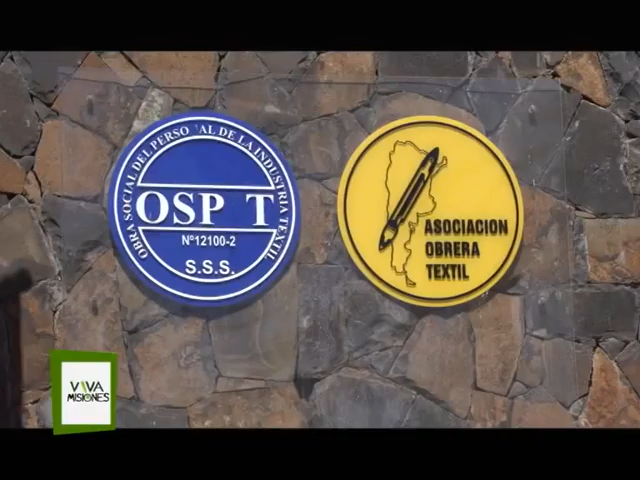 OBRA SOCIAL DEL PERSO 'AL DE LA INDUSTRIA TEXTIL
OSP T
Nº12100-2
S.S.S.
ASOCIACION
OBRERA
TEXTIL
VIVA
MISIONES